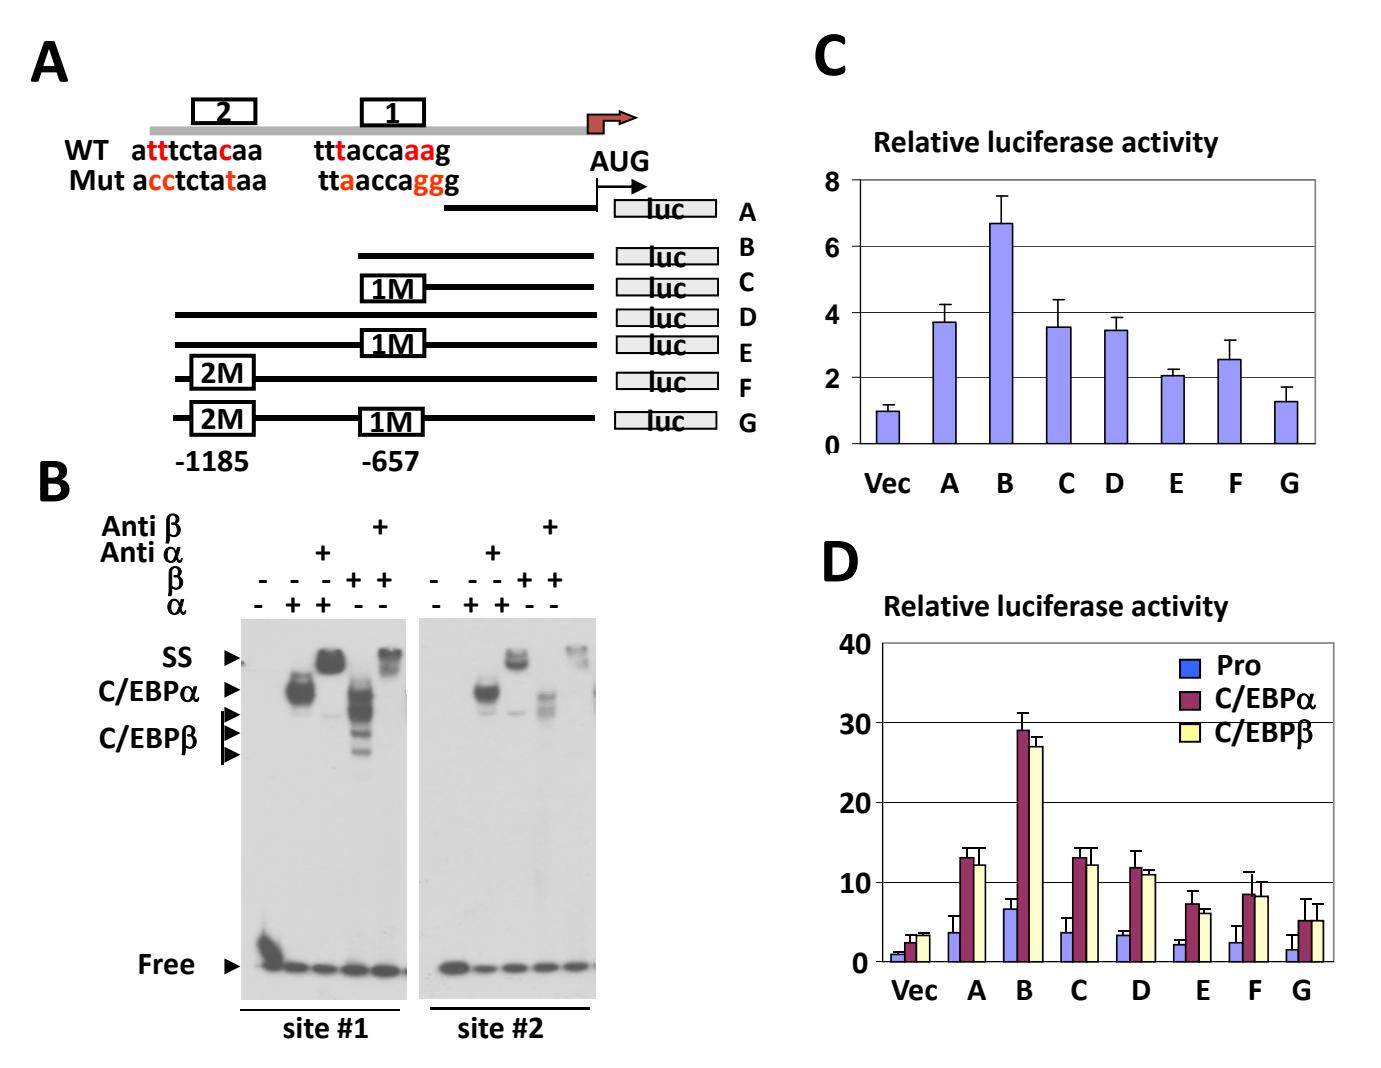 A
2 1
WT atttctacaa tttaccaaag
Mut acctctataa ttaaccaggg
AUG
luc A
luc B
1M luc C
luc D
1M luc E
2M luc F
2M 1M luc G
-1185 -657
B
Anti β + +
Anti α + +
β - - - + + - - - + +
α - + + - - - + + - -
SS
C/EBPα
C/EBPβ
Free
site #1 site #2
C
Relative luciferase activity
8
6
4
2
0
Vec A B C D E F G
D
Relative luciferase activity
40
30
20
10
0
Pro
C/EBPα
C/EBPβ
Vec A B C D E F G